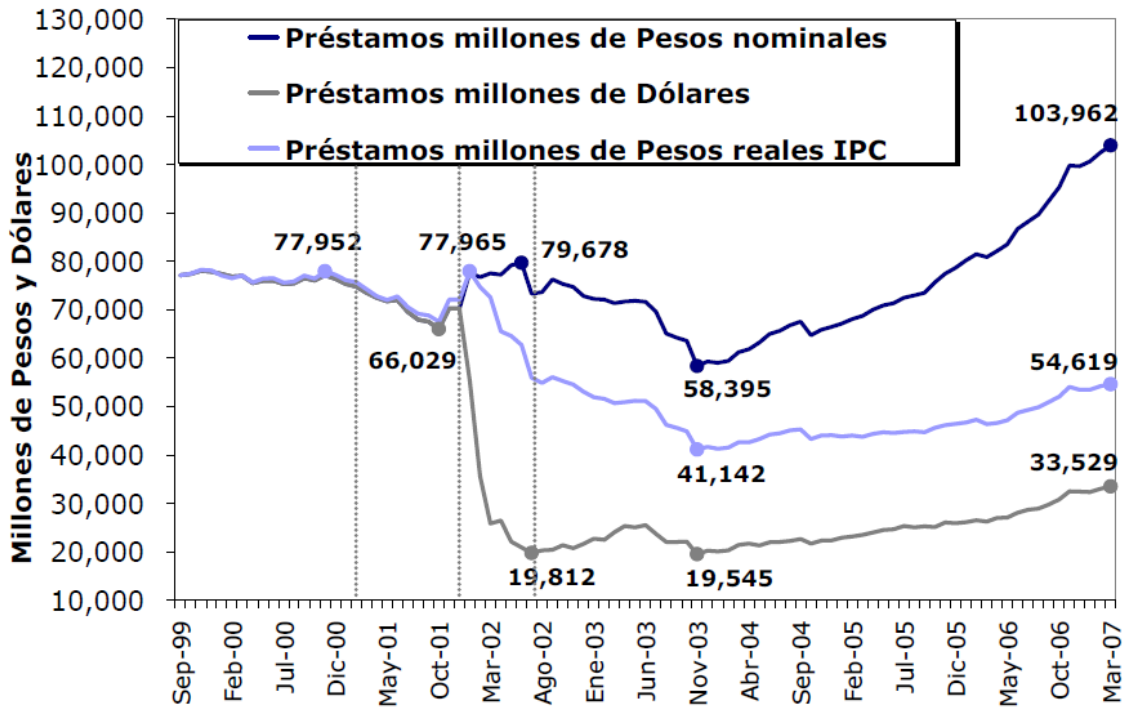 130,000
120,000
110,000
100,000
90,000
80,000
70,000
60,000
50,000
40,000
30,000
20,000
10,000
Millones de Pesos y Dólares
Préstamos millones de Pesos nominales
Préstamos millones de Dólares
Préstamos millones de Pesos reales IPC
103,962
77,952
77,965
79,678
66,029
58,395
54,619
41,142
33,529
19,812
19,545
Sep-99
Feb-00
Jul-00
Dic-00
May-01
Oct-01
Mar-02
Ago-02
Ene-03
Jun-03
Nov-03
Abr-04
Sep-04
Feb-05
Jul-05
Dic-05
May-06
Oct-06
Mar-07